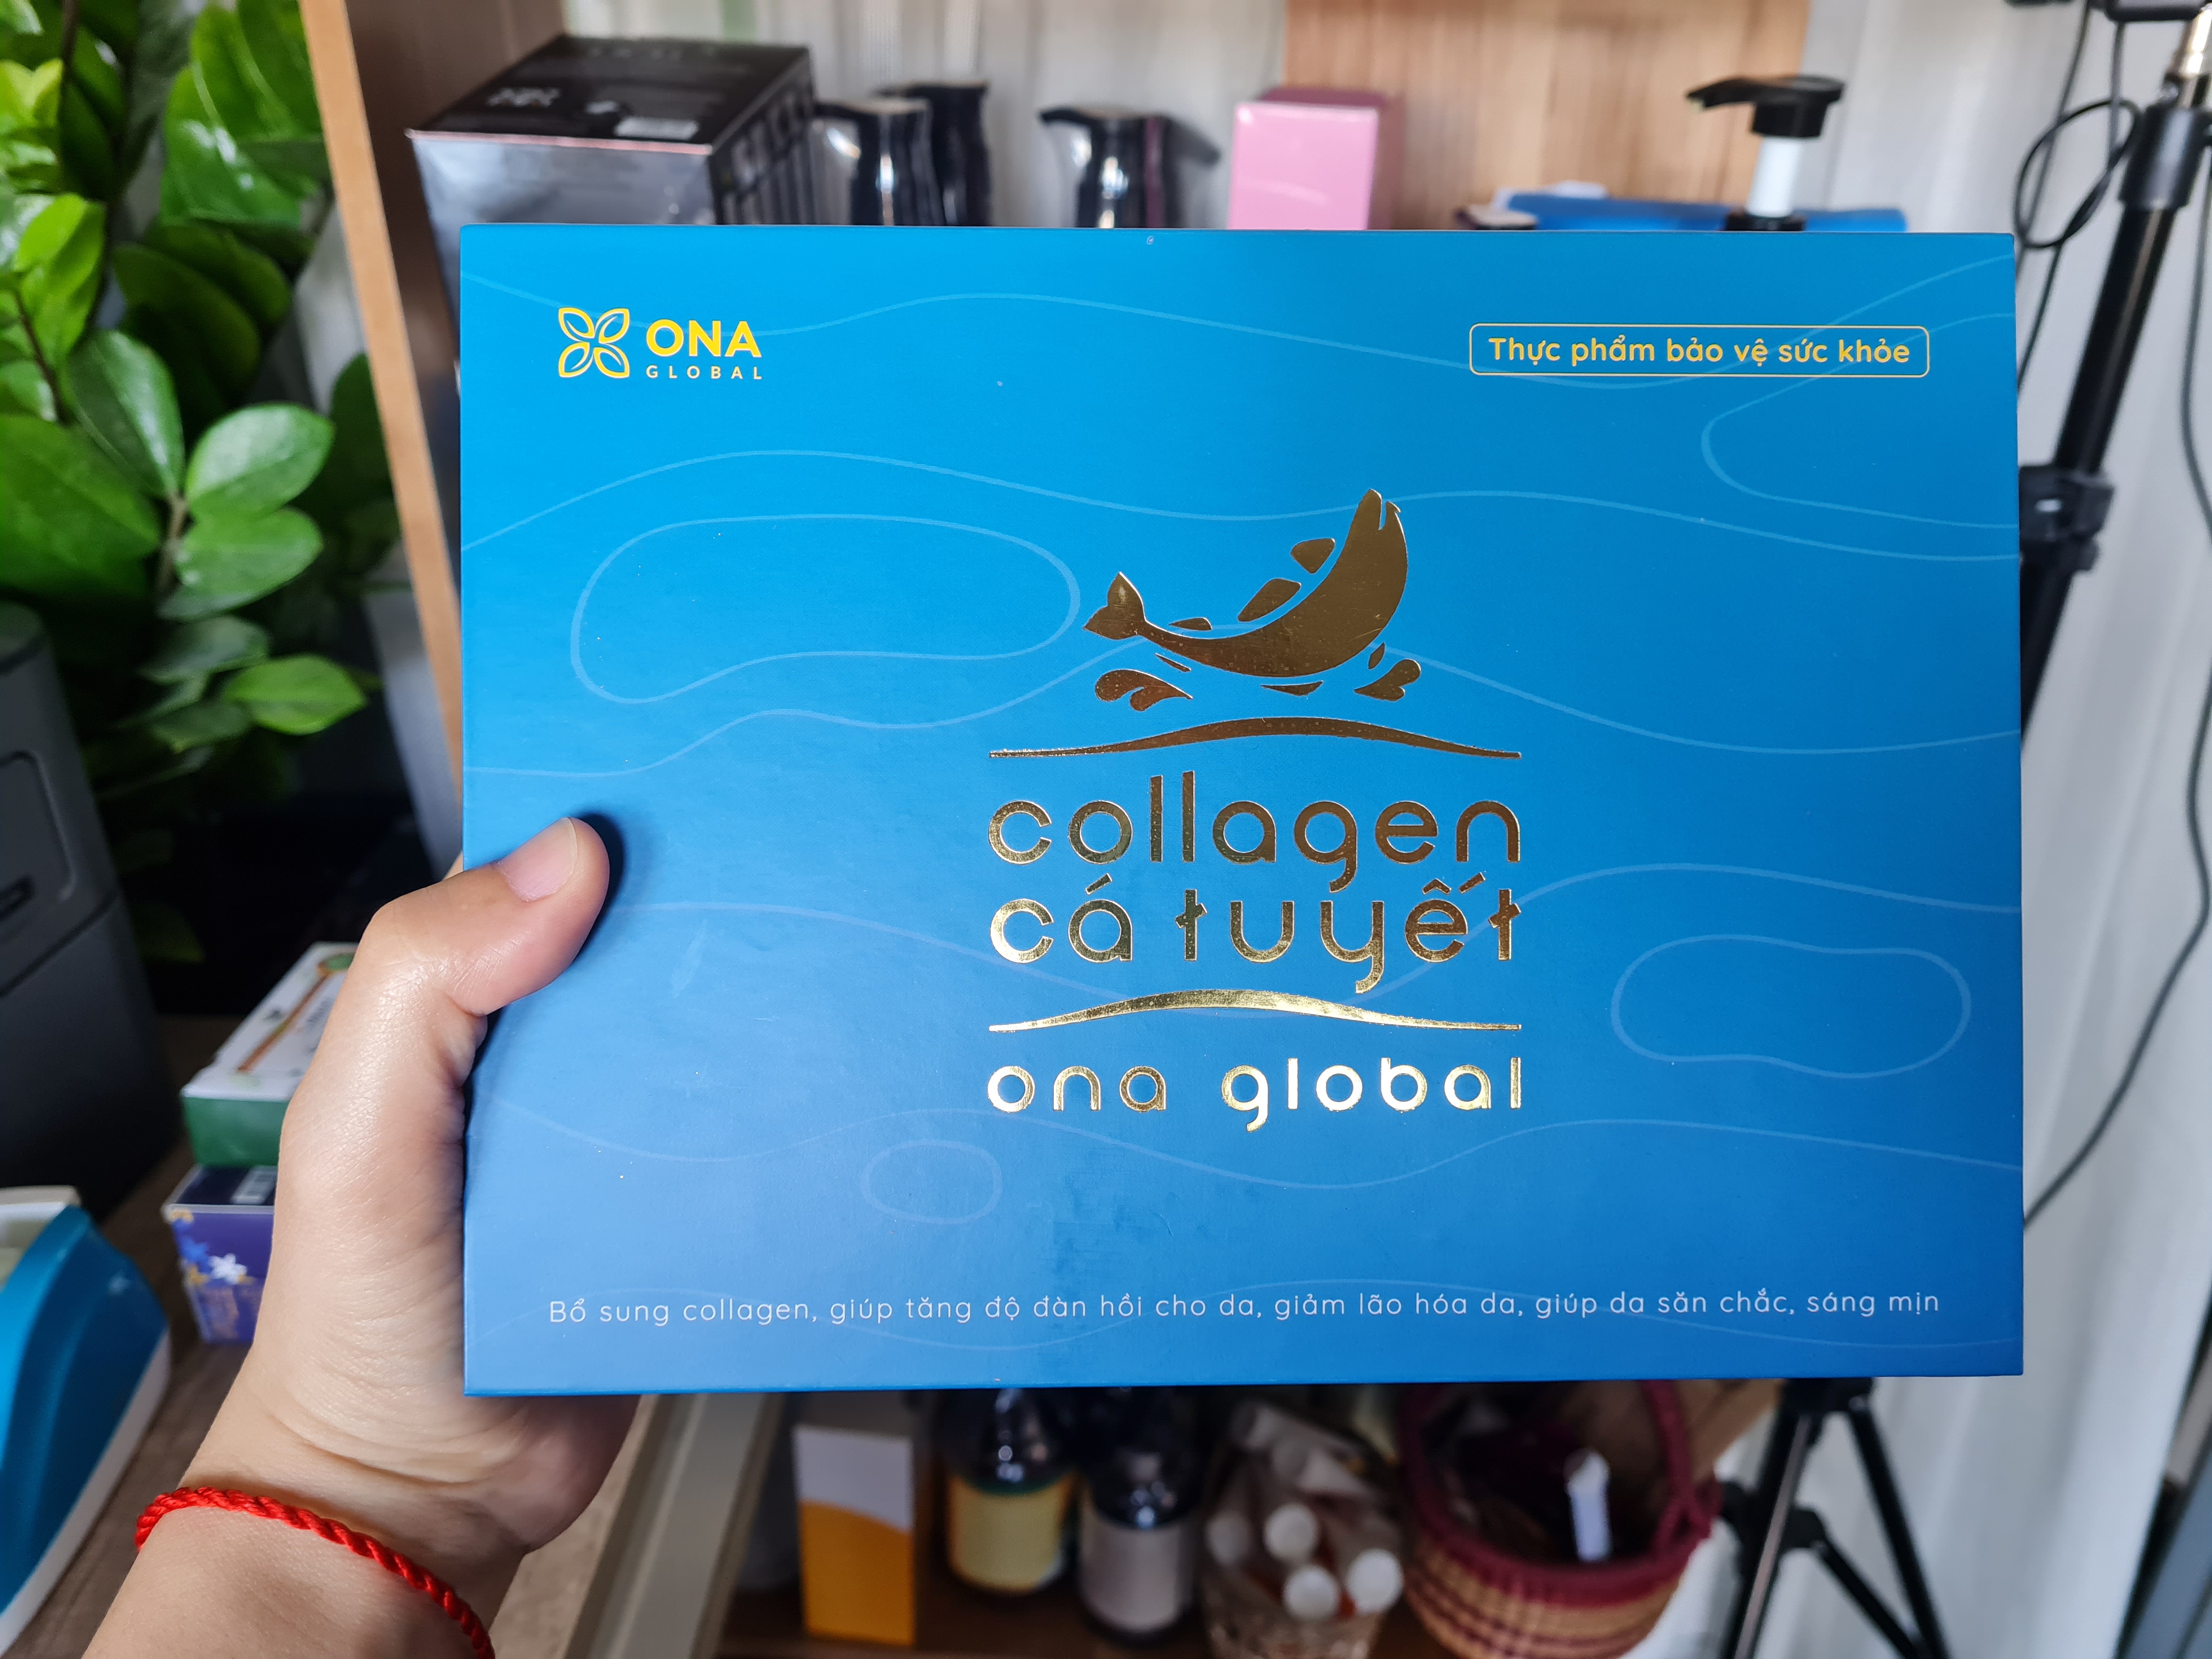 ONA
GLOBAL
Thực phẩm bảo vệ sức khỏe
collagen
cá tuyết
ona global
Bổ sung collagen, giúp tăng độ đàn hồi cho da, giảm lão hóa da, giúp da săn chắc, sáng mịn